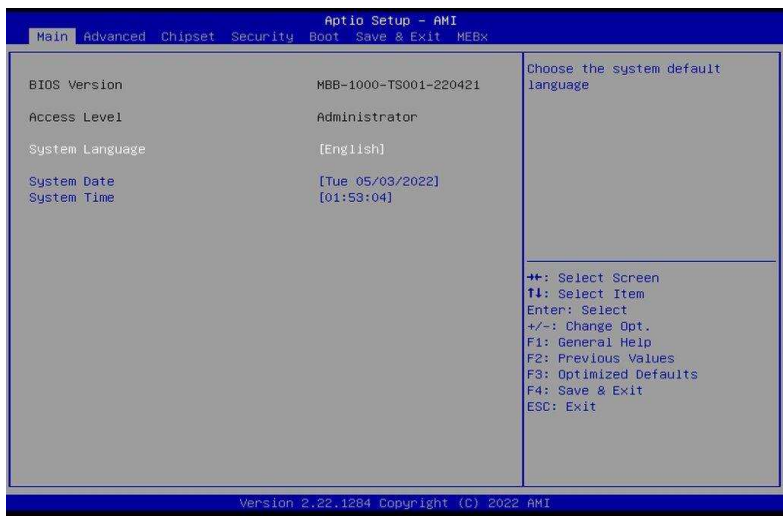 Aptio Setup - AMI
Main Advanced Chipset Security Boot Save & Exit MEBx
BIOS Version MBB-1000-TS001-220421
Access Level Administrator
System Language [English]
System Date [Tue 05/03/2022]
System Time [01:53:04]
Choose the system default
language
→←: Select Screen
↑↓: Select Item
Enter: Select
+/-: Change Opt.
F1: General Help
F2: Previous Values
F3: Optimized Defaults
F4: Save & Exit
ESC: Exit
Version 2.22.1284 Copyright (C) 2022 AMI